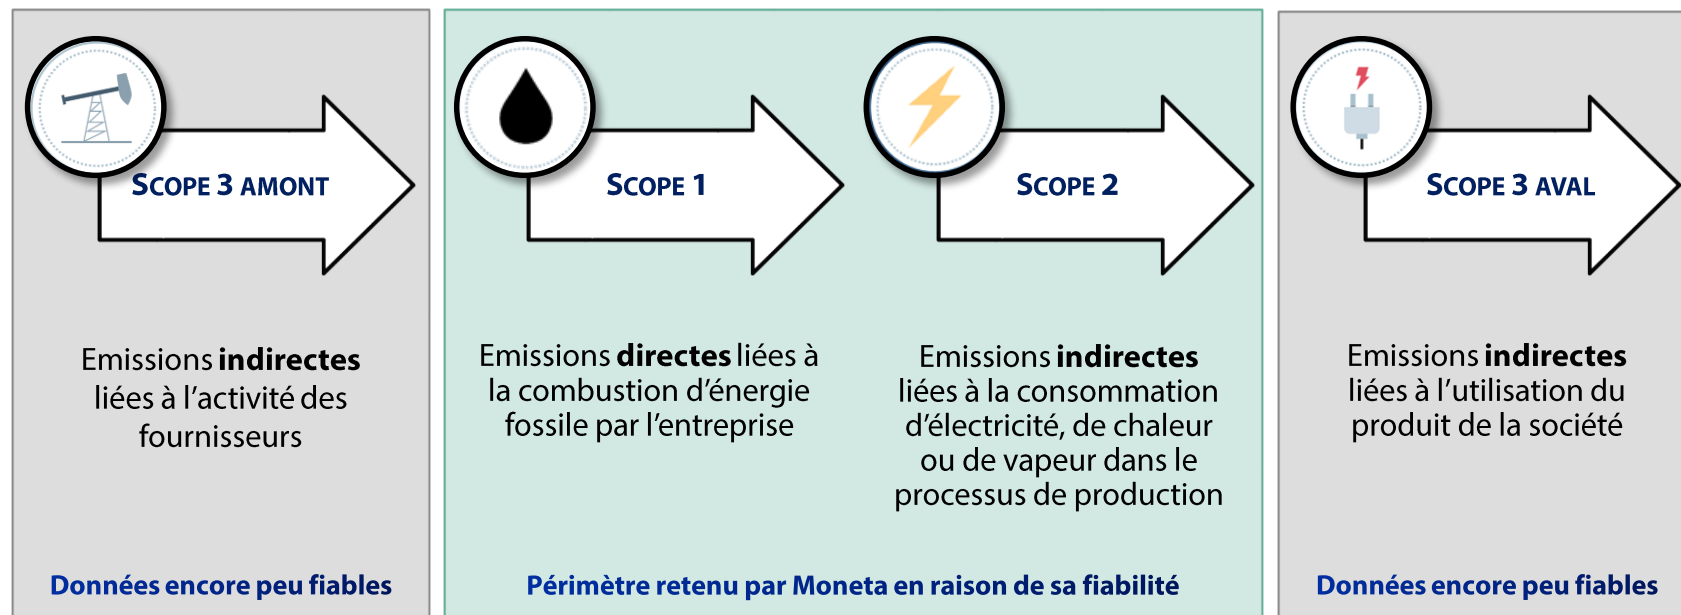 SCOPE 3 AMONT
Emissions indirectes
liées à l’activité des
fournisseurs
Données encore peu fiables
SCOPE 1
Emissions directes liées à
la combustion d’énergie
fossile par l’entreprise
SCOPE 2
Emissions indirectes
liées à la consommation
d’électricité, de chaleur
ou de vapeur dans le
processus de production
Périmètre retenu par Moneta en raison de sa fiabilité
SCOPE 3 AVAL
Emissions indirectes
liées à l’utilisation du
produit de la société
Données encore peu fiables